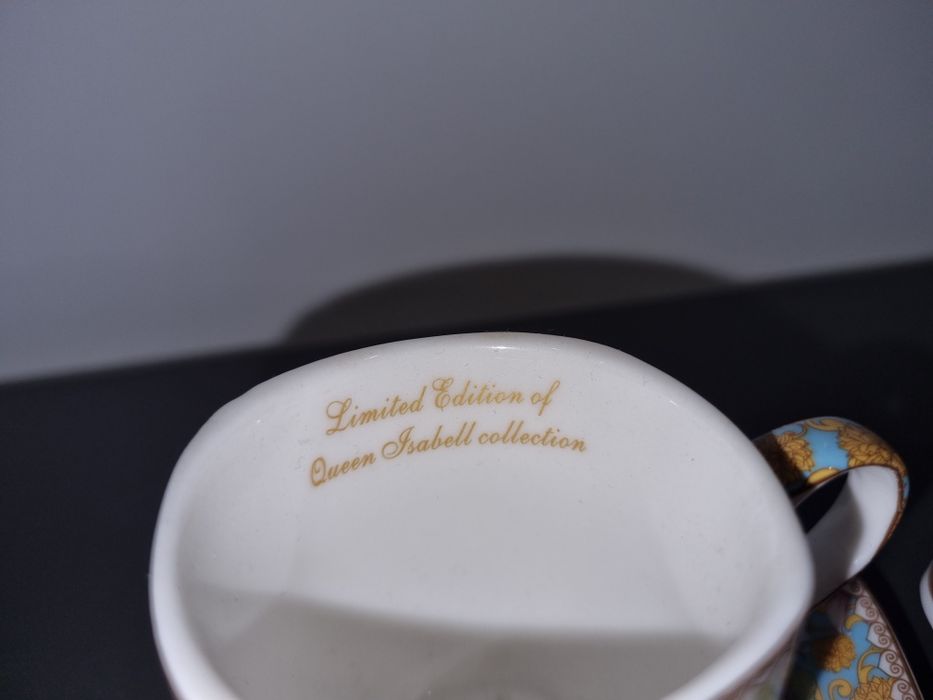 Limited Edition of
Queen Isabell collection